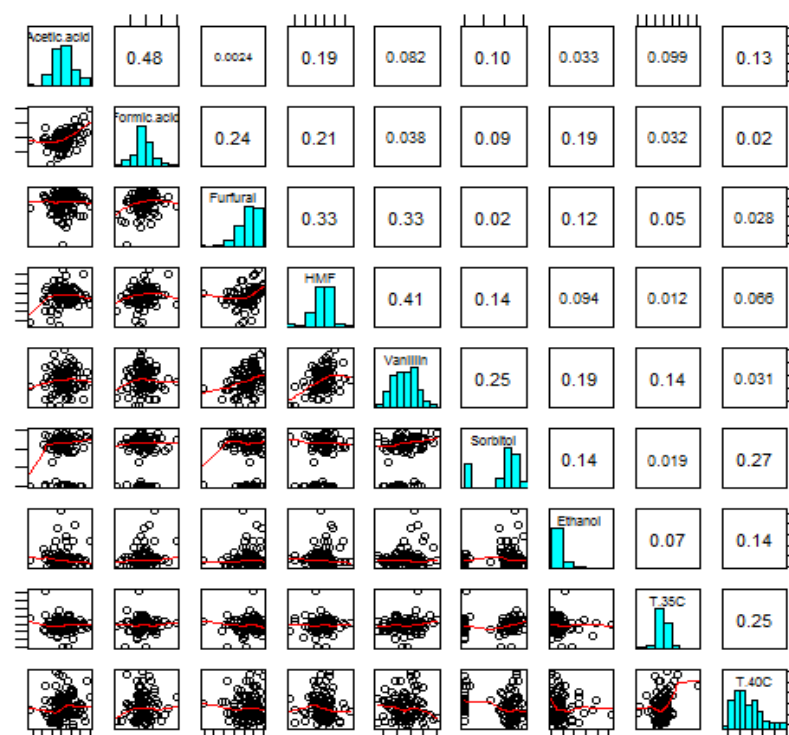 Acetic.acid 0.48 0.0024 0.19 0.082 0.10 0.033 0.099 0.13
Formic.acid 0.24 0.21 0.038 0.09 0.19 0.032 0.02
Furfural 0.33 0.33 0.02 0.12 0.05 0.028
HMF 0.41 0.14 0.094 0.012 0.066
Vanillin 0.25 0.19 0.14 0.031
Sorbitol 0.14 0.019 0.27
Ethanol 0.07 0.14
T.35C 0.25
T.40C